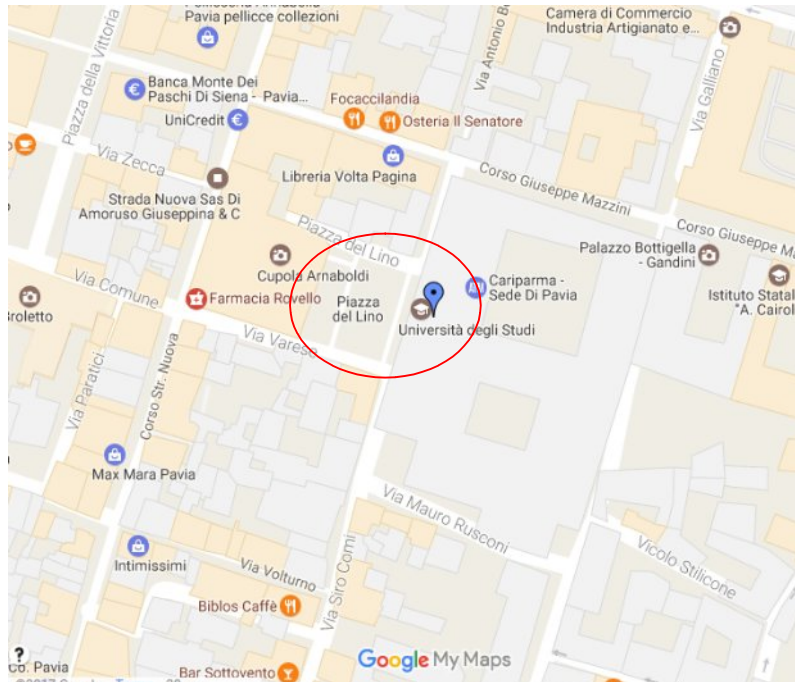 Pavia pellicce collezioni
Camera di Commercio
Industria Artigianato e...
Via Antonio
Piazza della Vittoria
Banca Monte Dei
Paschi Di Siena - Pavia...
UniCredit
Focaccilandia
Osteria Il Senatore
Via Galliano
Via Zecca
Libreria Volta Pagina
Corso Giuseppe Mazzini
Strada Nuova Sas Di
Amoruso Giuseppina & C
Piazza del Lino
Corso Giuseppe
Palazzo Bottigella
- Gandini
Cupola Arnaboldi
Cariparma -
Sede Di Pavia
Via Comune
Farmacia Rovello
Piazza
del Lino
Istituto Statal
"A. Cairol
Broletto
Università degli Studi
Via Varese
Via Paratici
Corso Str. Nuova
Max Mara Pavia
Via Mauro Rusconi
Vicolo Stilicone
Intimissimi
Via Volturno
Via Siro Comi
Biblos Caffè
?
Co. Pavia
Bar Sottovento
Google My Maps